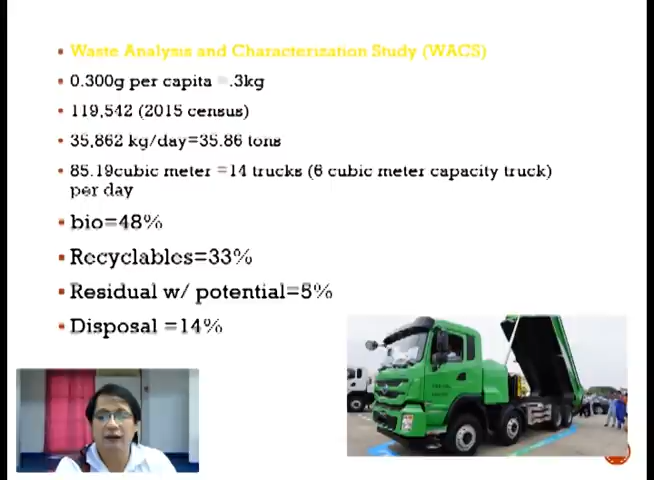 Waste Analysis and Characterization Study (WACS)
0.300g per capita =.3kg
119,542 (2015 census)
35,862 kg/day=35.86 tons
85.19cubic meter =14 trucks (6 cubic meter capacity truck)
per day
bio=48%
Recyclables=33%
Residual w/ potential=5%
Disposal =14%